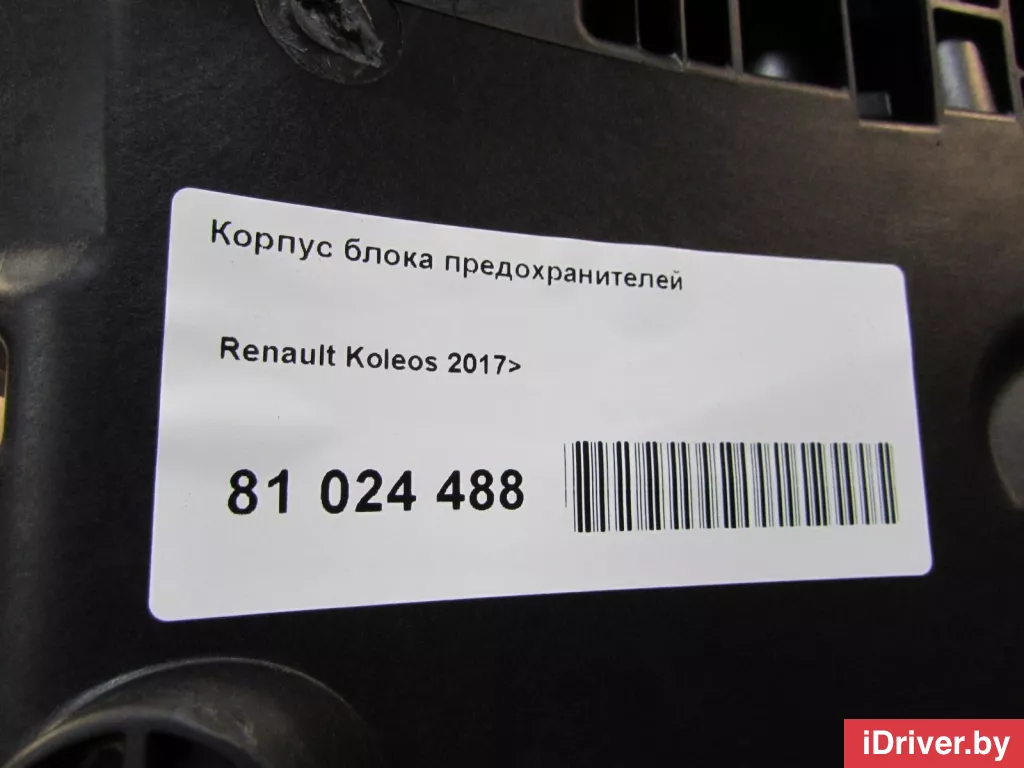 Корпус блока предохранителей
Renault Koleos 2017>
81 024 488
iDriver.by